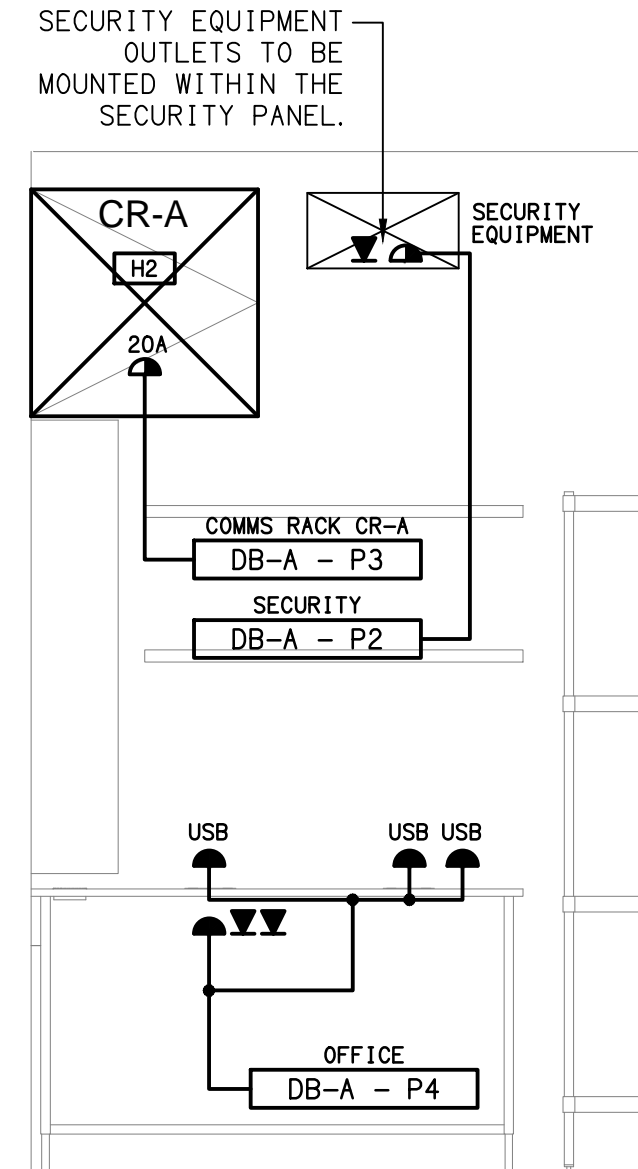 SECURITY EQUIPMENT
OUTLETS TO BE
MOUNTED WITHIN THE
SECURITY PANEL.
CR-A
H2
20A
SECURITY
EQUIPMENT
COMMS RACK CR-A
DB-A - P3
SECURITY
DB-A - P2
USB
USB
USB
OFFICE
DB-A - P4